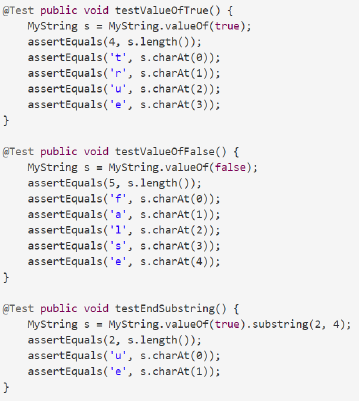 @Test public void testValueOfTrue() {
    MyString s = MyString.valueOf(true);
    assertEquals(4, s.length());
    assertEquals('t', s.charAt(0));
    assertEquals('r', s.charAt(1));
    assertEquals('u', s.charAt(2));
    assertEquals('e', s.charAt(3));
}

@Test public void testValueOfFalse() {
    MyString s = MyString.valueOf(false);
    assertEquals(5, s.length());
    assertEquals('f', s.charAt(0));
    assertEquals('a', s.charAt(1));
    assertEquals('l', s.charAt(2));
    assertEquals('s', s.charAt(3));
    assertEquals('e', s.charAt(4));
}

@Test public void testEndSubstring() {
    MyString s = MyString.valueOf(true).substring(2, 4);
    assertEquals(2, s.length());
    assertEquals('u', s.charAt(0));
    assertEquals('e', s.charAt(1));
}